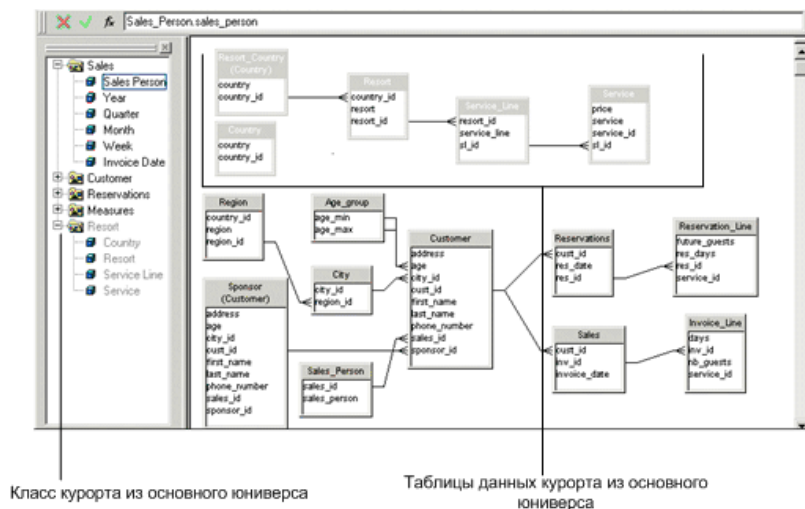 Sales_Person.sales_person
Sales
Sales Person
Year
Quarter
Month
Week
Invoice Date
Customer
Reservations
Measures
Resort
Country
Resort
Service Line
Service
Resort_Country
(Country)
country
country_id
Country
country
country_id
Resort
country_id
resort
resort_id
Service_Line
resort_id
service_line
sl_id
Service
price
service
service_id
sl_id
Region
country_id
region
region_id
Age_group
age_min
age_max
City
city_id
region_id
Sponsor
(Customer)
address
age
city_id
cust_id
first_name
last_name
phone_number
sales_id
sponsor_id
Sales_Person
sales_id
sales_person
Customer
address
age
city_id
cust_id
first_name
last_name
phone_number
sales_id
sponsor_id
Reservations
cust_id
res_date
res_id
Reservation_Line
future_guests
res_days
res_id
service_id
Sales
cust_id
inv_id
invoice_date
Invoice_Line
days
inv_id
nb_guests
service_id
Класс курорта из основного юниверса
Таблицы данных курорта из основного
юниверса